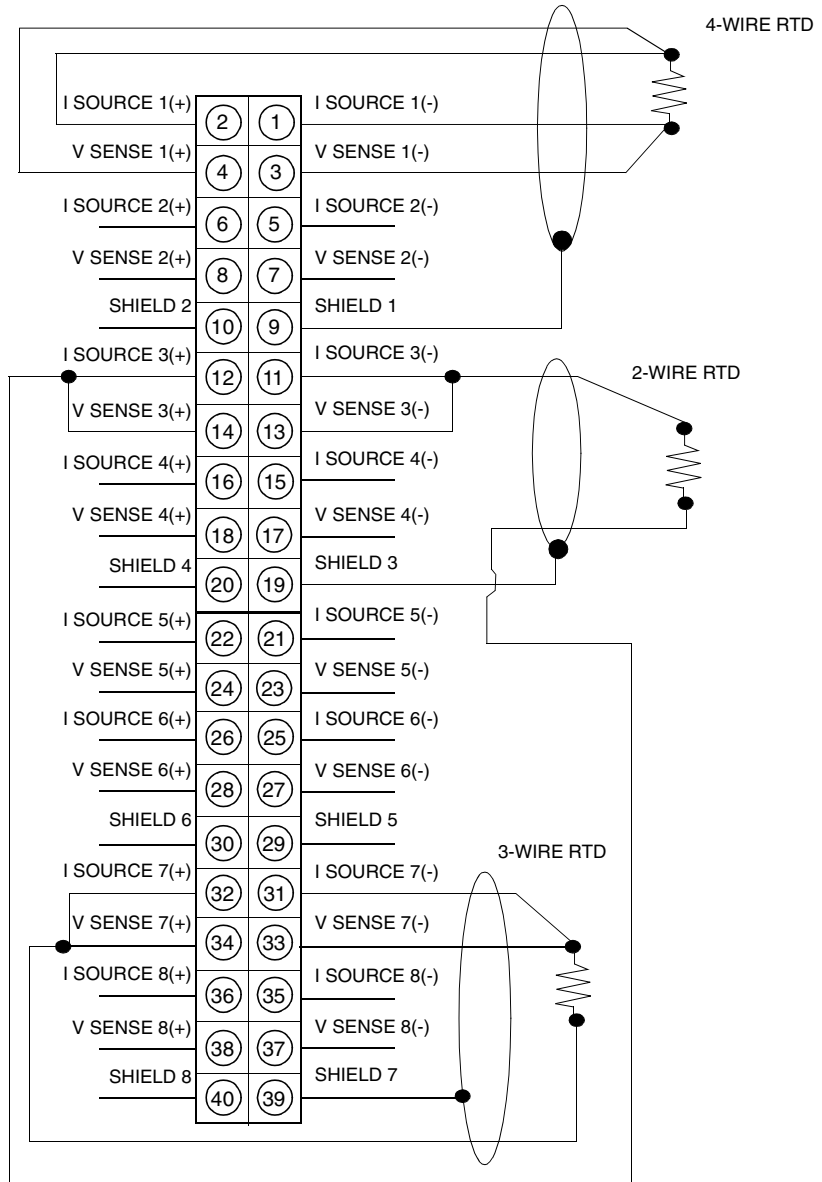 4-WIRE RTD
I SOURCE 1(+) 2 1 I SOURCE 1(-)
V SENSE 1(+) 4 3 V SENSE 1(-)
I SOURCE 2(+) 6 5 I SOURCE 2(-)
V SENSE 2(+) 8 7 V SENSE 2(-)
SHIELD 2 10 9 SHIELD 1
I SOURCE 3(+) 12 11 I SOURCE 3(-)
2-WIRE RTD
V SENSE 3(+) 14 13 V SENSE 3(-)
I SOURCE 4(+) 16 15 I SOURCE 4(-)
V SENSE 4(+) 18 17 V SENSE 4(-)
SHIELD 4 20 19 SHIELD 3
I SOURCE 5(+) 22 21 I SOURCE 5(-)
V SENSE 5(+) 24 23 V SENSE 5(-)
I SOURCE 6(+) 26 25 I SOURCE 6(-)
V SENSE 6(+) 28 27 V SENSE 6(-)
SHIELD 6 30 29 SHIELD 5
3-WIRE RTD
I SOURCE 7(+) 32 31 I SOURCE 7(-)
V SENSE 7(+) 34 33 V SENSE 7(-)
I SOURCE 8(+) 36 35 I SOURCE 8(-)
V SENSE 8(+) 38 37 V SENSE 8(-)
SHIELD 8 40 39 SHIELD 7